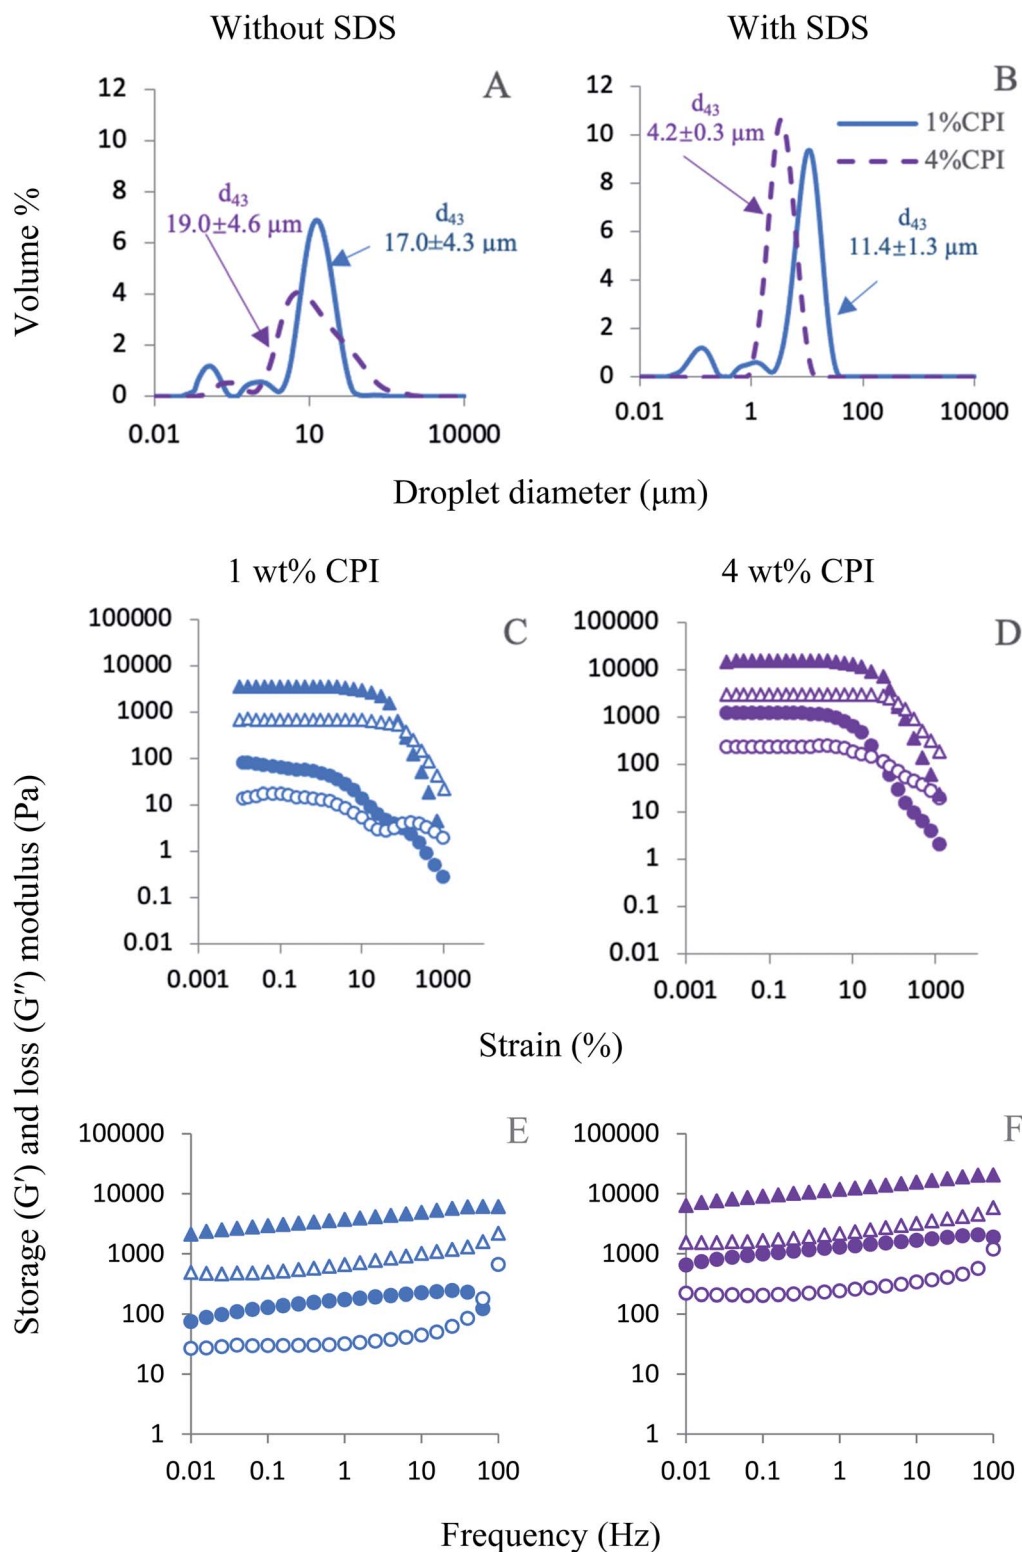 Without SDS
With SDS
A
12
10
8
6
4
2
0
d43
19.0±4.6 μm
d43
17.0±4.3 μm
0.01
10
10000
B
12
10
8
6
4
2
0
d43
4.2±0.3 μm
1%CPI
4%CPI
d43
11.4±1.3 μm
0.01
1
100
10000
Volume %
Droplet diameter (μm)
1 wt% CPI
4 wt% CPI
C
100000
10000
1000
100
10
1
0.1
0.01
0.001
0.1
10
1000
D
100000
10000
1000
100
10
1
0.1
0.01
0.001
0.1
10
1000
Strain (%)
Storage (G′) and loss (G″) modulus (Pa)
E
100000
10000
1000
100
10
1
0.01
0.1
1
10
100
F
100000
10000
1000
100
10
1
0.01
0.1
1
10
100
Frequency (Hz)